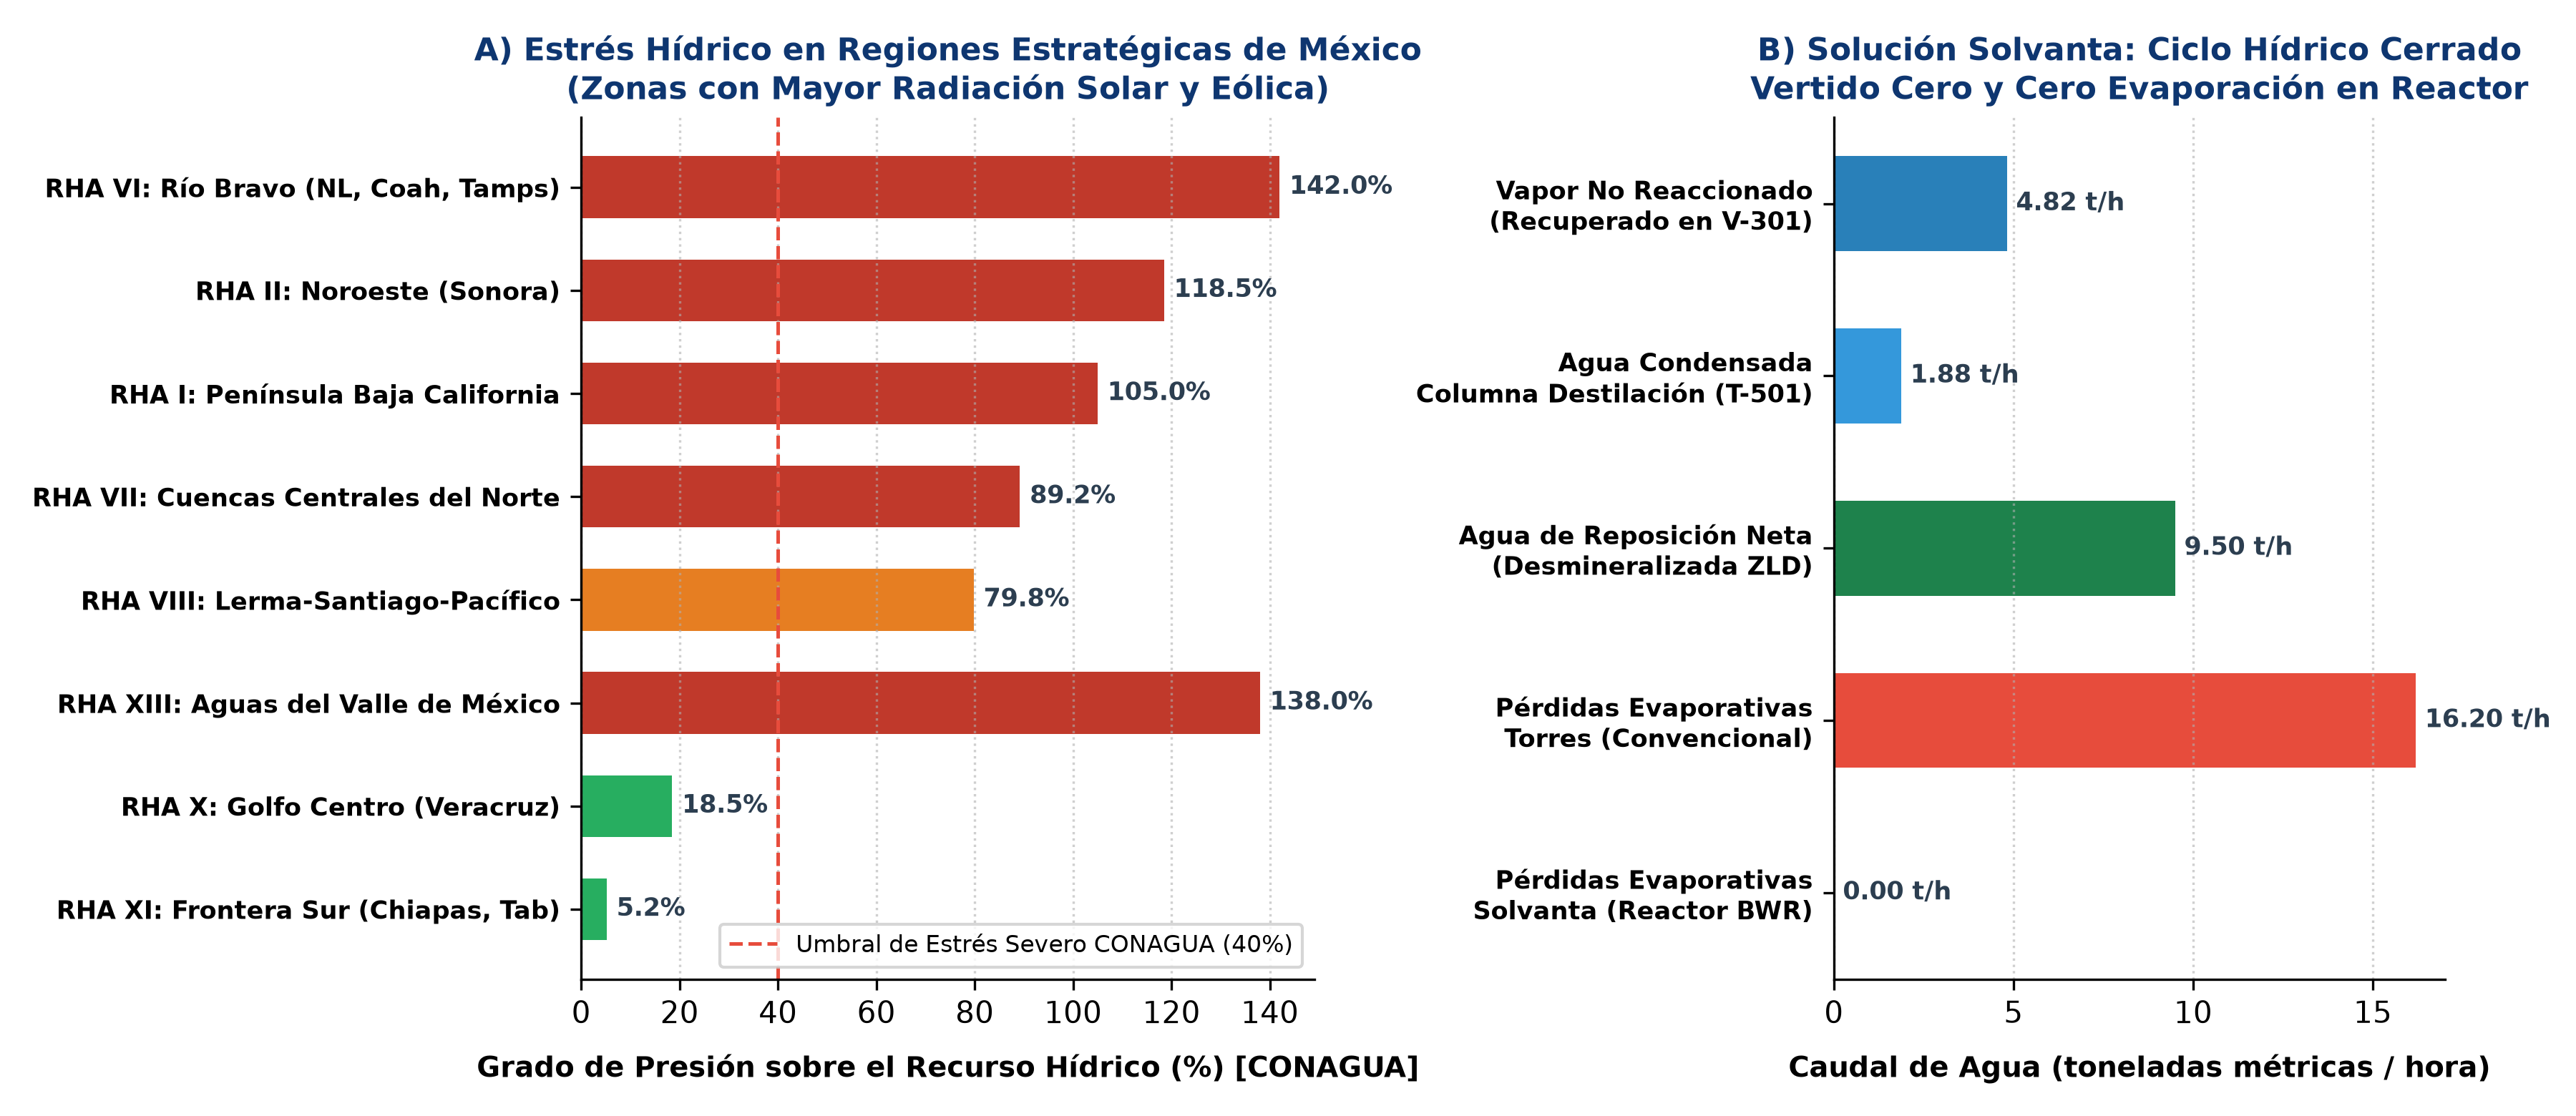 A) Estrés Hídrico en Regiones Estratégicas de México
(Zonas con Mayor Radiación Solar y Eólica)
RHA VI: Río Bravo (NL, Coah, Tamps)
142.0%
RHA II: Noroeste (Sonora)
118.5%
RHA I: Península Baja California
105.0%
RHA VII: Cuencas Centrales del Norte
89.2%
RHA VIII: Lerma-Santiago-Pacífico
79.8%
RHA XIII: Aguas del Valle de México
138.0%
RHA X: Golfo Centro (Veracruz)
18.5%
RHA XI: Frontera Sur (Chiapas, Tab)
5.2%
Umbral de Estrés Severo CONAGUA (40%)
0 20 40 60 80 100 120 140
Grado de Presión sobre el Recurso Hídrico (%) [CONAGUA]
B) Solución Solvanta: Ciclo Hídrico Cerrado
Vertido Cero y Cero Evaporación en Reactor
Vapor No Reaccionado
(Recuperado en V-301)
4.82 t/h
Agua Condensada
Columna Destilación (T-501)
1.88 t/h
Agua de Reposición Neta
(Desmineralizada ZLD)
9.50 t/h
Pérdidas Evaporativas
Torres (Convencional)
16.20 t/h
Pérdidas Evaporativas
Solvanta (Reactor BWR)
0.00 t/h
0 5 10 15
Caudal de Agua (toneladas métricas / hora)